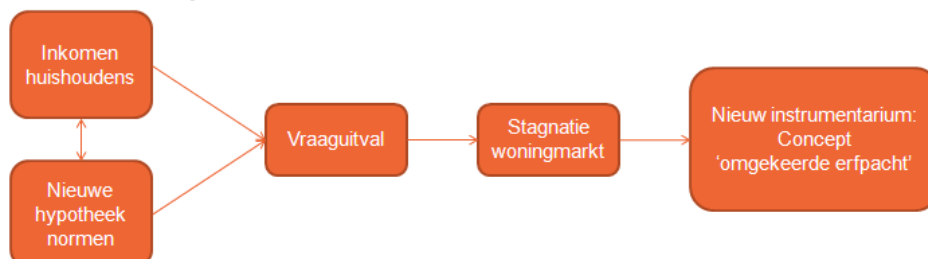 Inkomen
huishoudens
Nieuwe
hypotheek
normen
Vraaguitval
Stagnatie
woningmarkt
Nieuw instrumentarium:
Concept
‘omgekeerde erfpacht’